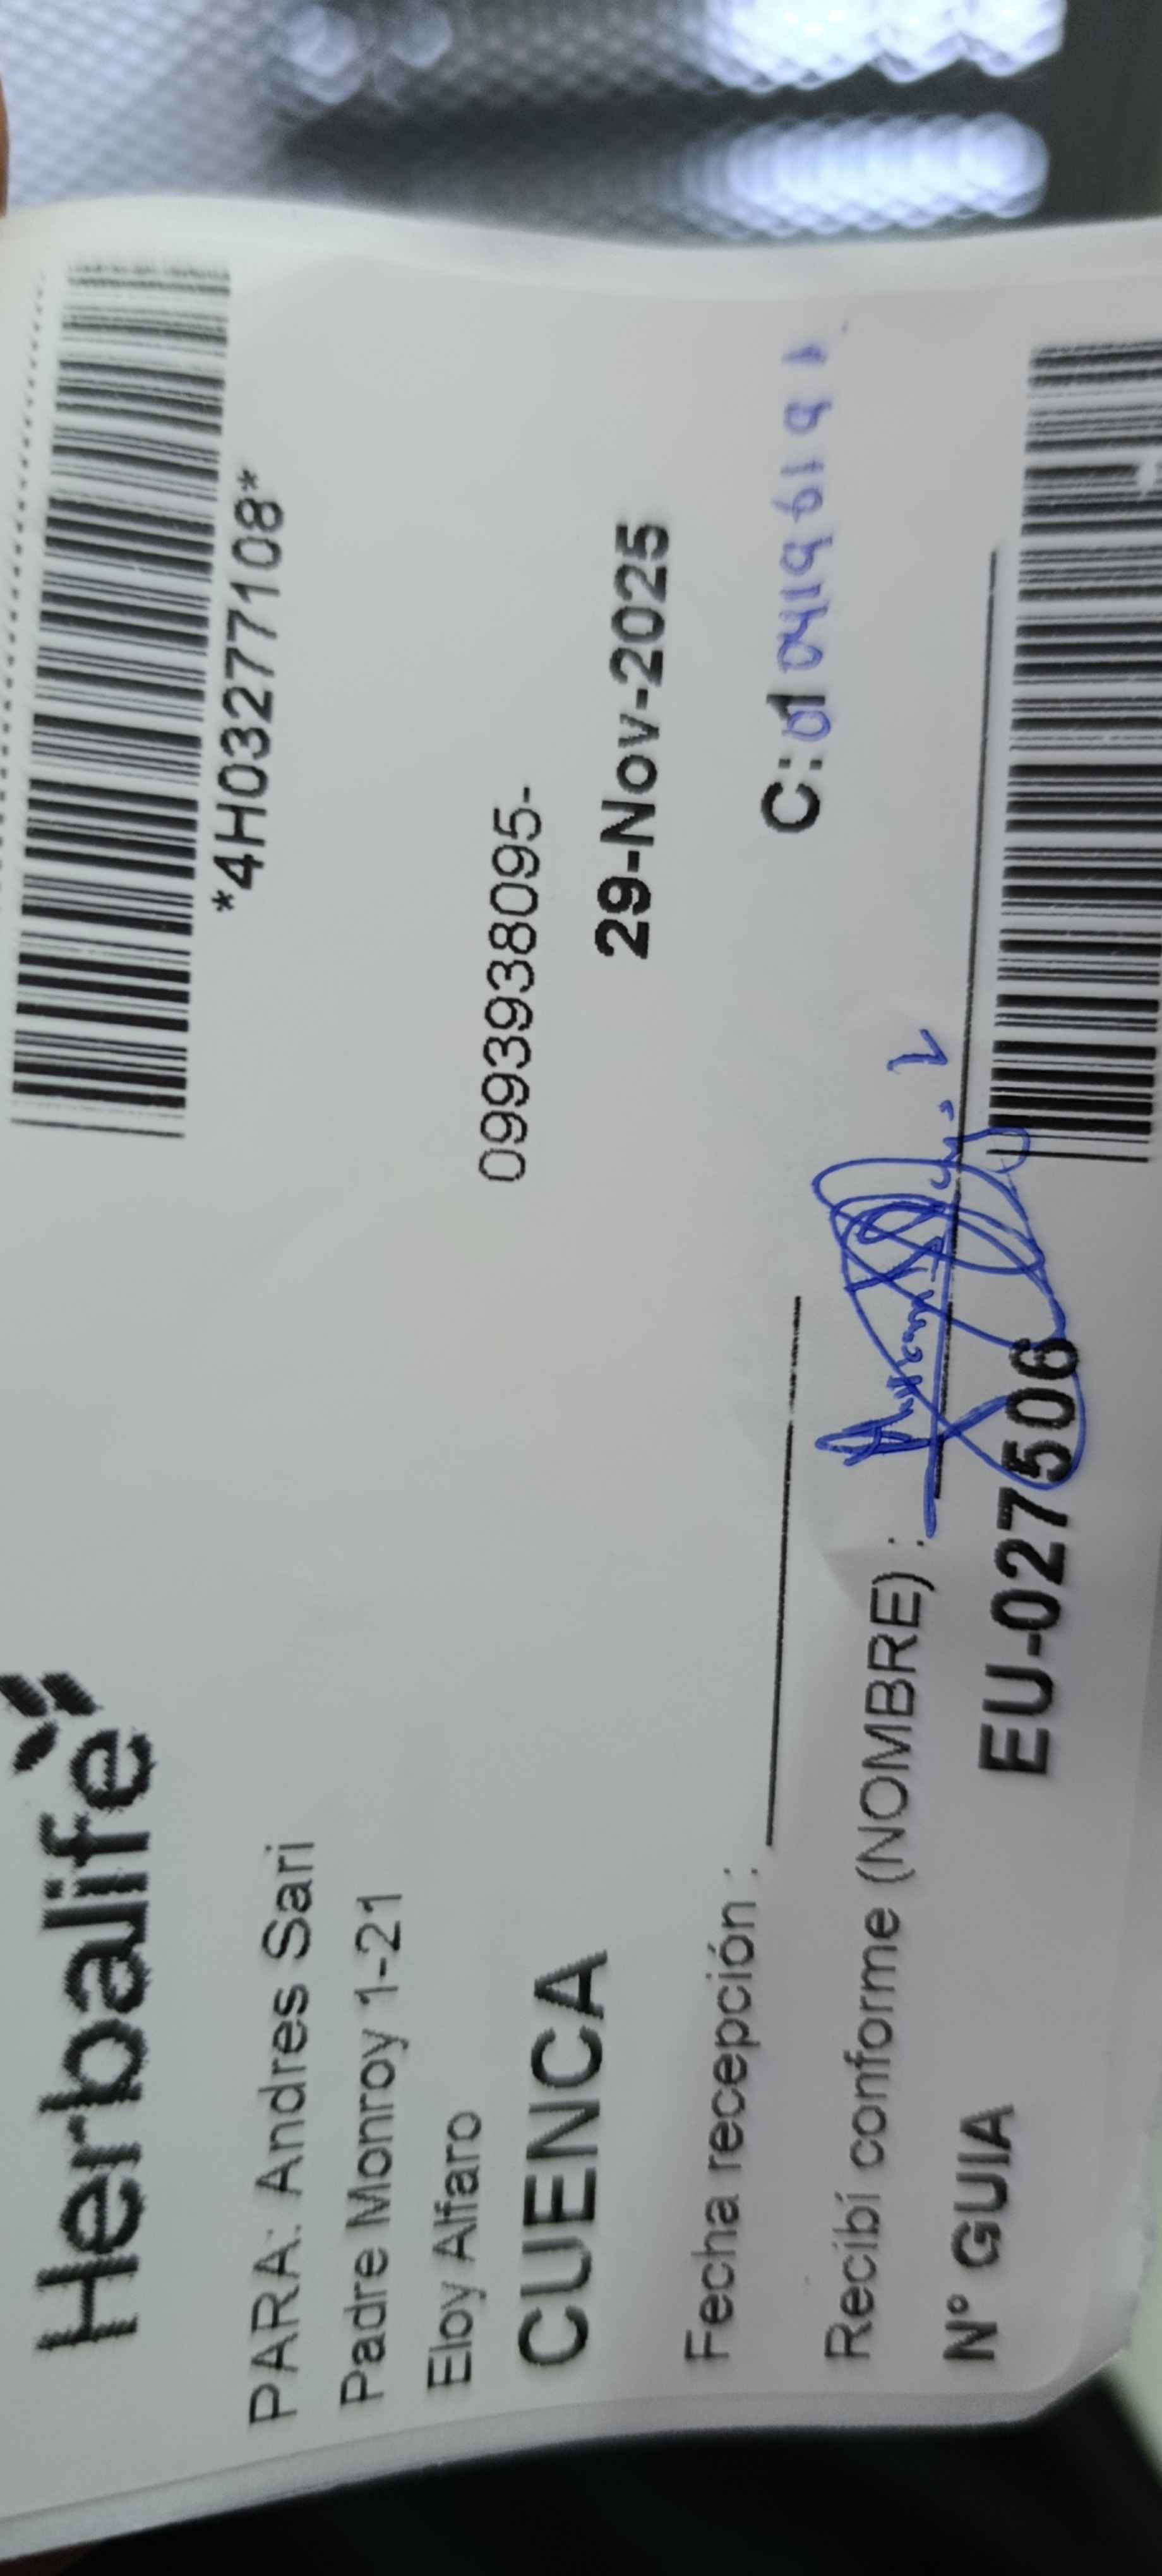 Herbalife
*4H03277108*
PARA: Andres Sari
Padre Monroy 1-21
Eloy Alfaro
0993938095-
CUENCA
29-Nov-2025
Fecha recepción :
C:
Recibí conforme (NOMBRE) :
Nº GUIA
EU-027506